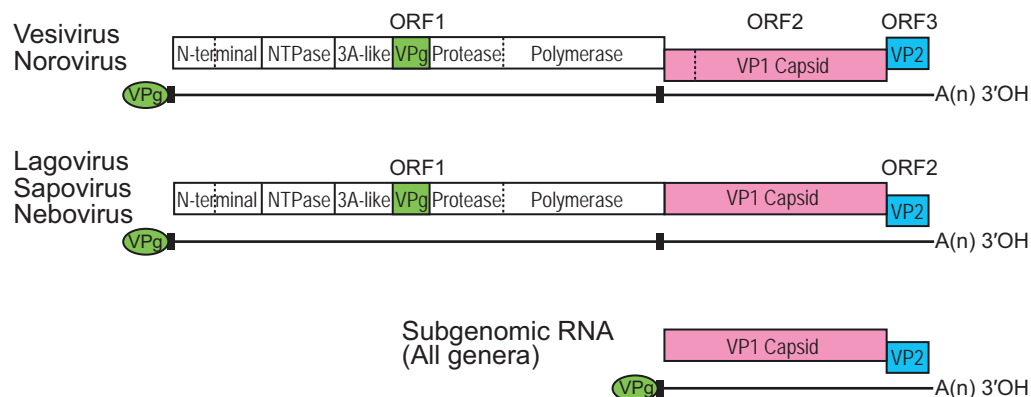 Vesivirus
Norovirus
ORF1 ORF2 ORF3
N-terminal NTPase 3A-like VPg Protease Polymerase VP1 Capsid VP2
VPg A(n) 3′OH
Lagovirus
Sapovirus
Nebovirus
ORF1 ORF2
N-terminal NTPase 3A-like VPg Protease Polymerase VP1 Capsid VP2
VPg A(n) 3′OH
Subgenomic RNA
(All genera)
VP1 Capsid VP2
VPg A(n) 3′OH